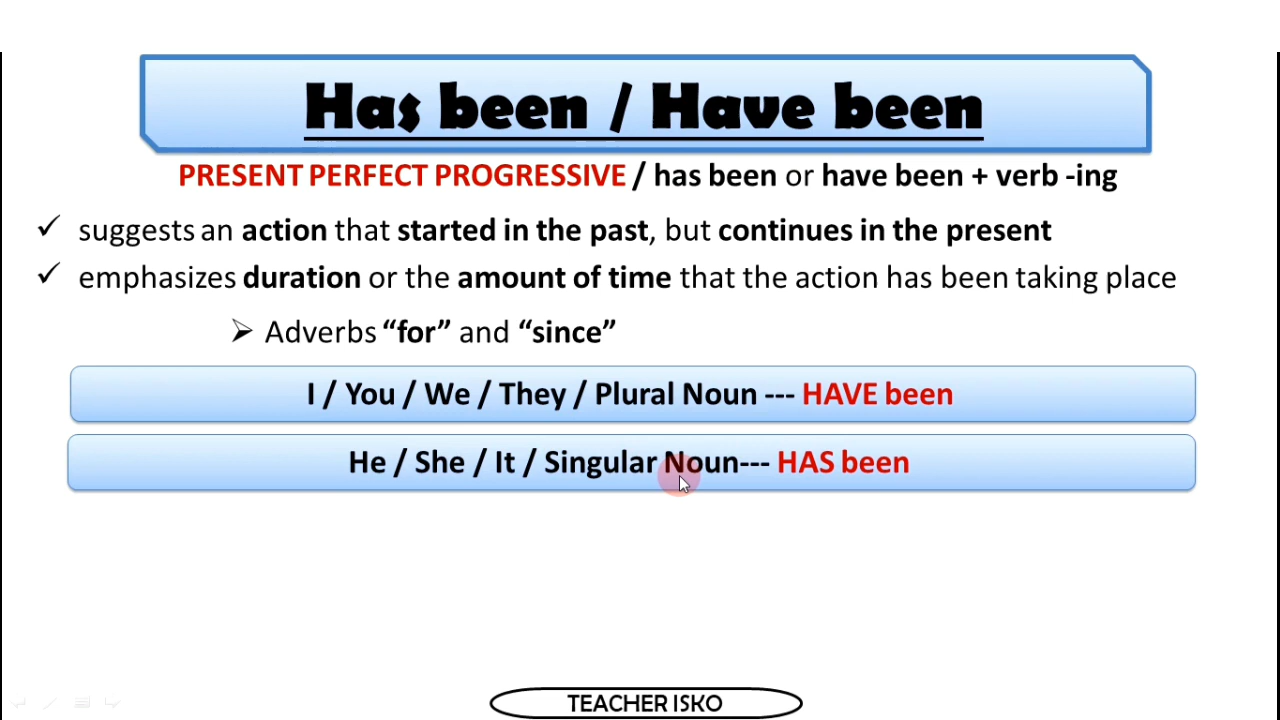 Has been / Have been
PRESENT PERFECT PROGRESSIVE / has been or have been + verb -ing
✓ suggests an action that started in the past, but continues in the present
✓ emphasizes duration or the amount of time that the action has been taking place
➢ Adverbs “for” and “since”
I / You / We / They / Plural Noun --- HAVE been
He / She / It / Singular Noun--- HAS been
TEACHER ISKO